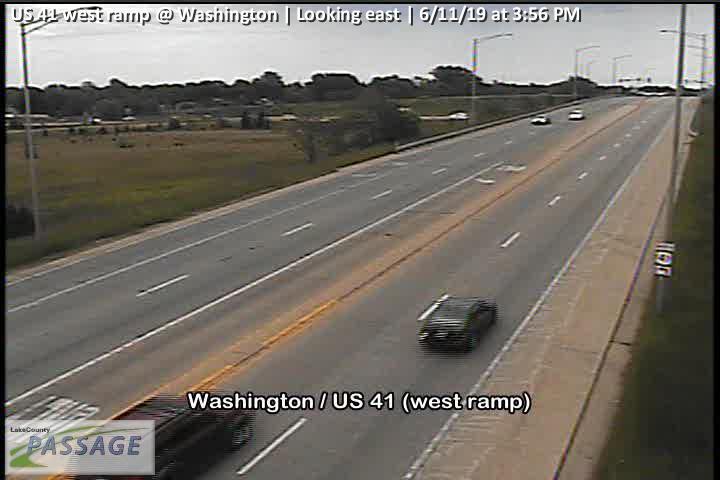 US 41 west ramp @ Washington | Looking east | 6/11/19 at 3:56 PM
Washington / US 41 (west ramp)
LakeCounty
PASSAGE